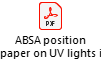 PDF
ABSA position
paper on UV lights i